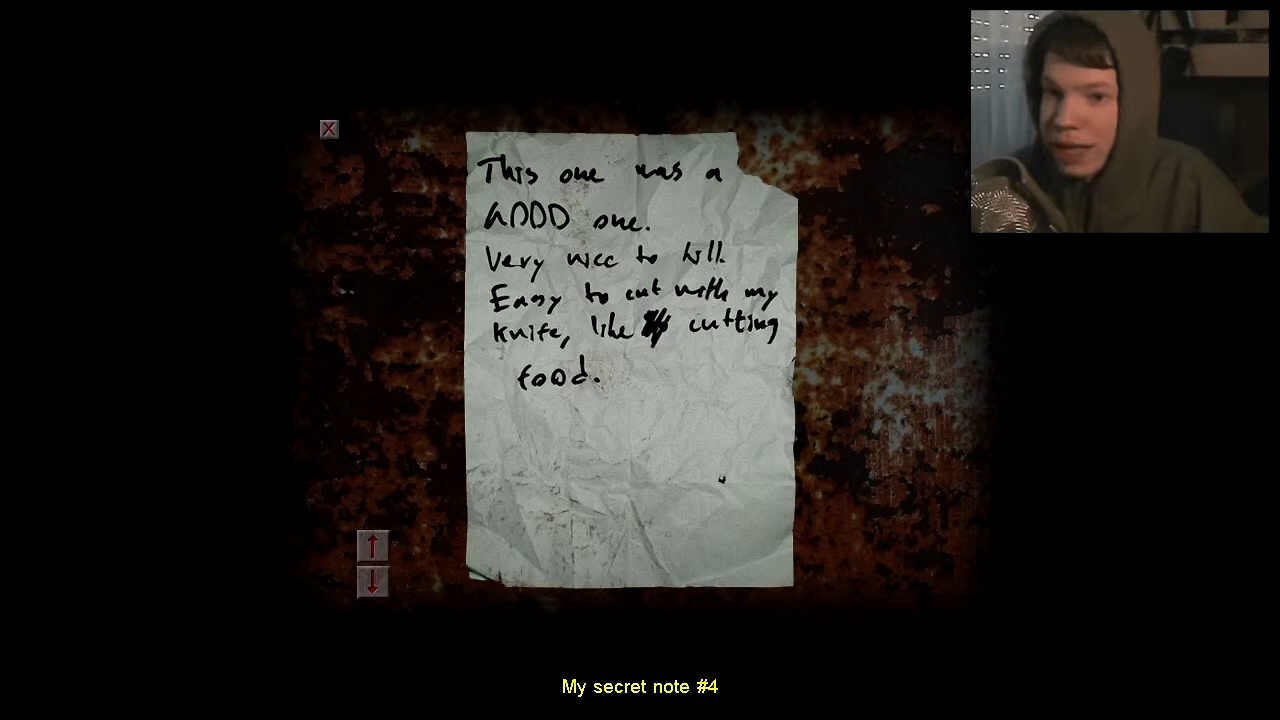 This one was a
GOOD one.
Very nice to kill.
Easy to cut with my
knife, like cutting
food.
My secret note #4